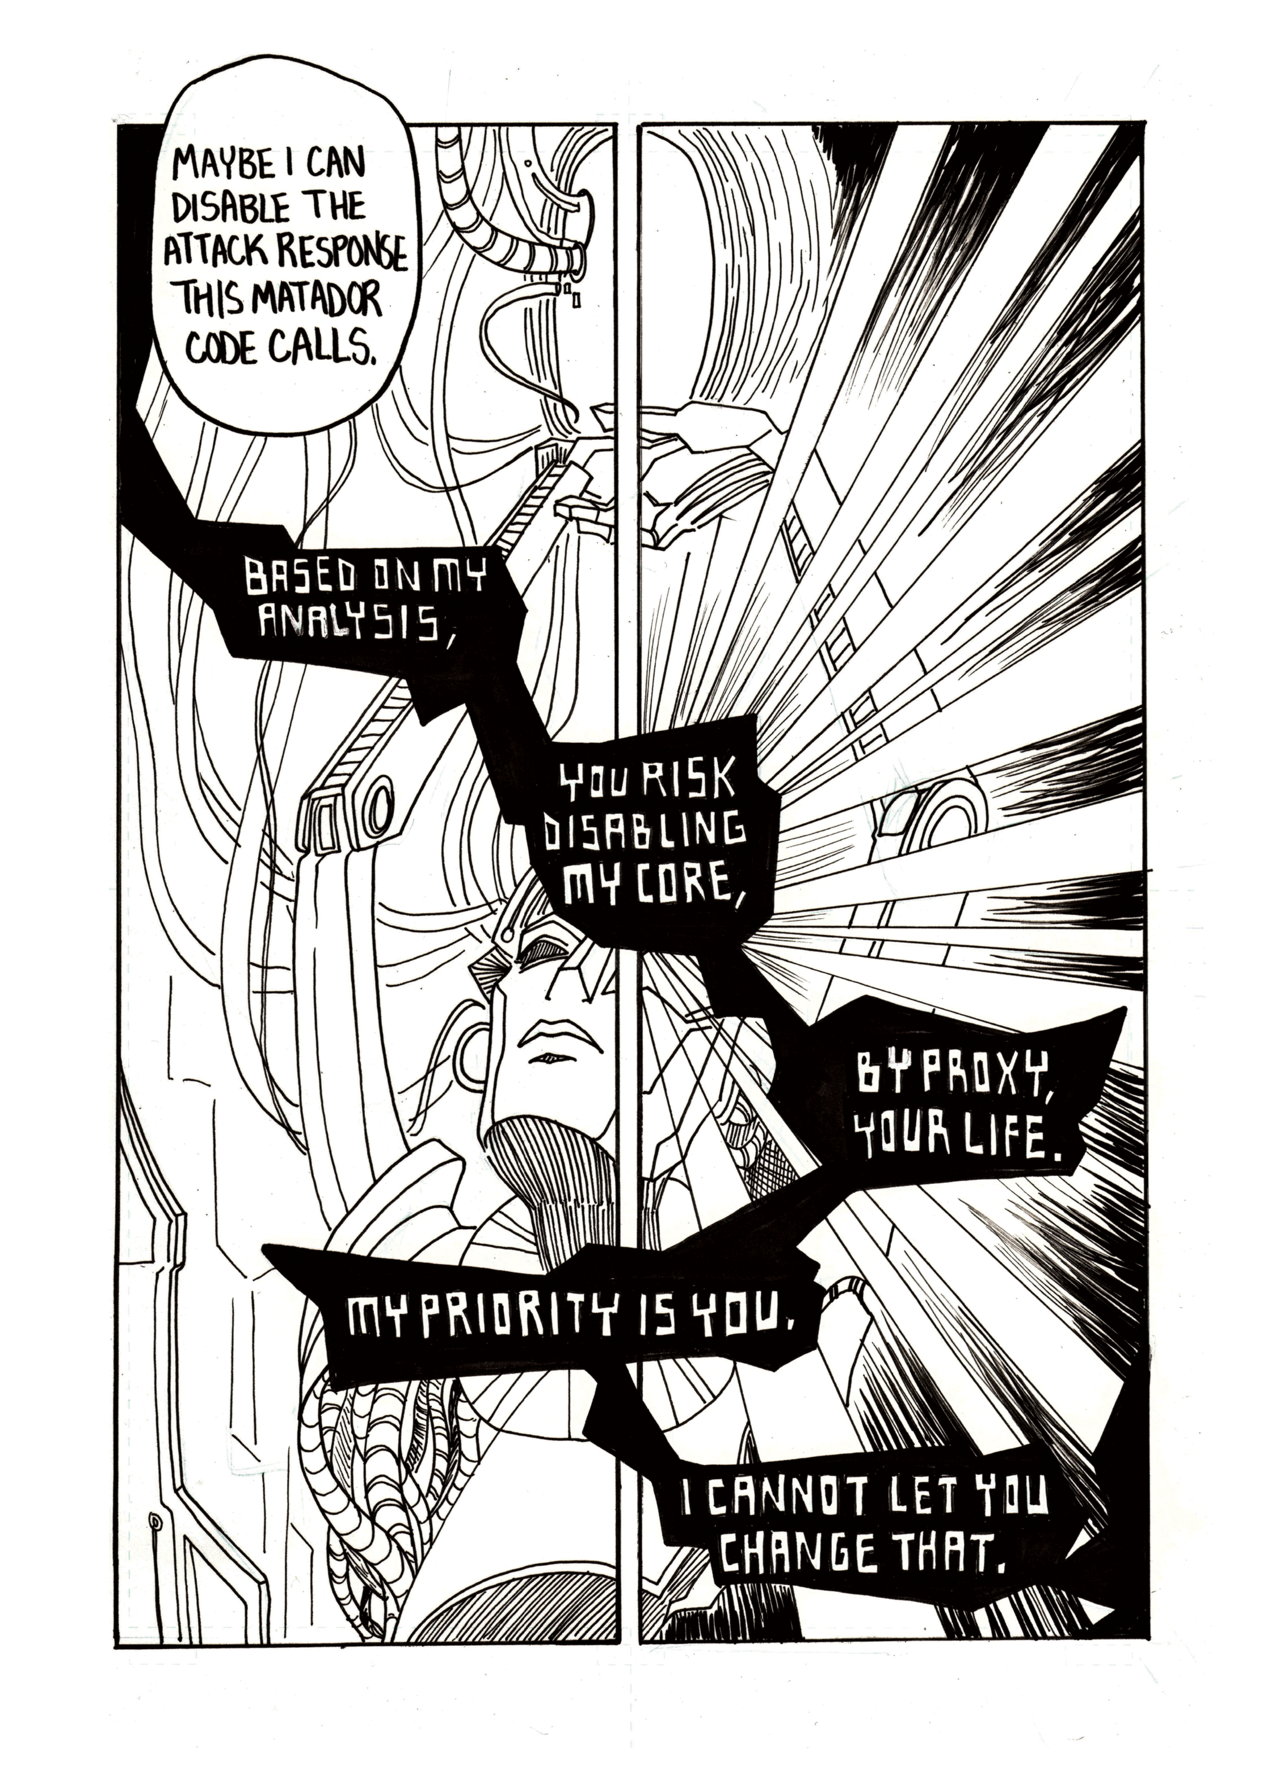 MAYBE I CAN
DISABLE THE
ATTACK RESPONSE
THIS MATADOR
CODE CALLS.
BASED ON MY
ANALYSIS,
YOU RISK
DISABLING
MY CORE,
BY PROXY,
YOUR LIFE.
MY PRIORITY IS YOU.
I CANNOT LET YOU
CHANGE THAT.